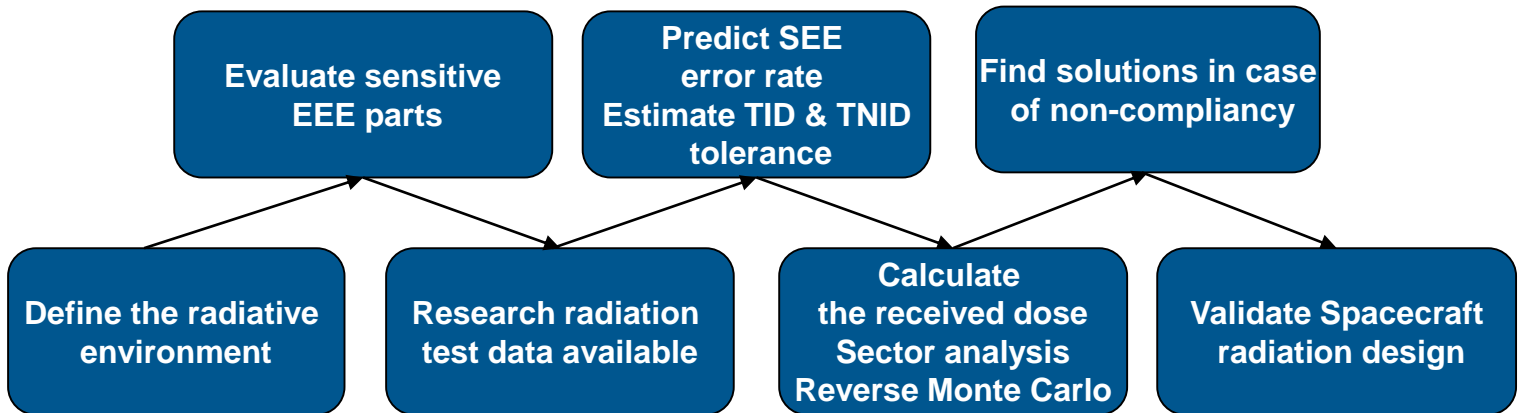 Evaluate sensitive
EEE parts
Predict SEE
error rate
Estimate TID & TNID
tolerance
Find solutions in case
of non-compliancy
Define the radiative
environment
Research radiation
test data available
Calculate
the received dose
Sector analysis
Reverse Monte Carlo
Validate Spacecraft
radiation design